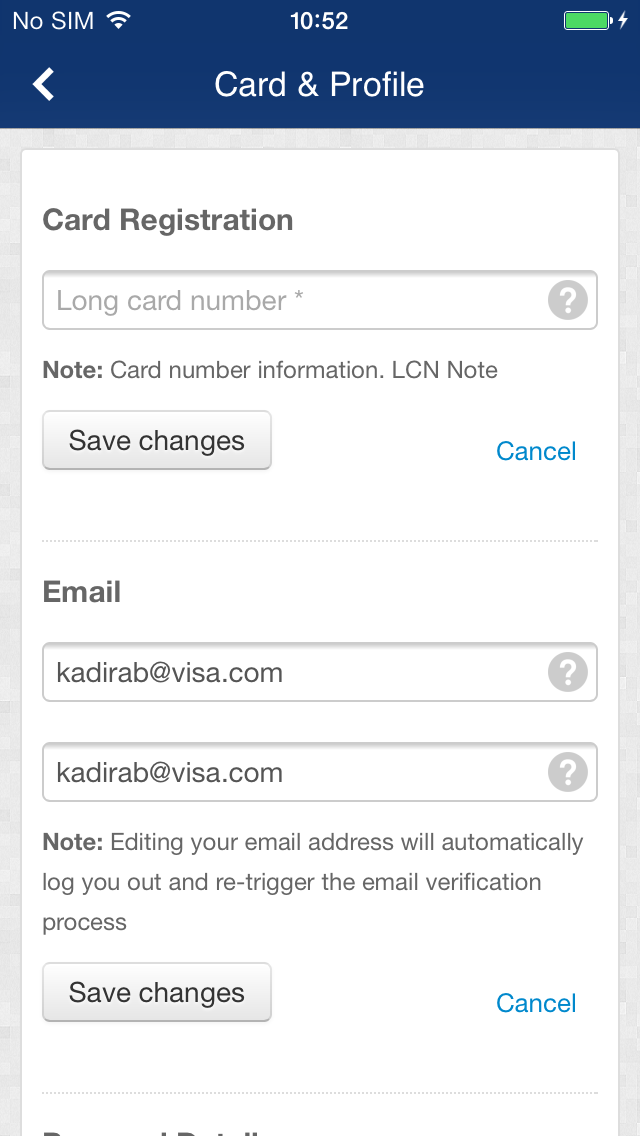 No SIM 10:52
Card & Profile
Card Registration
Long card number *
Note: Card number information. LCN Note
Save changes
Cancel
Email
kadirab@visa.com
kadirab@visa.com
Note: Editing your email address will automatically
log you out and re-trigger the email verification
process
Save changes
Cancel